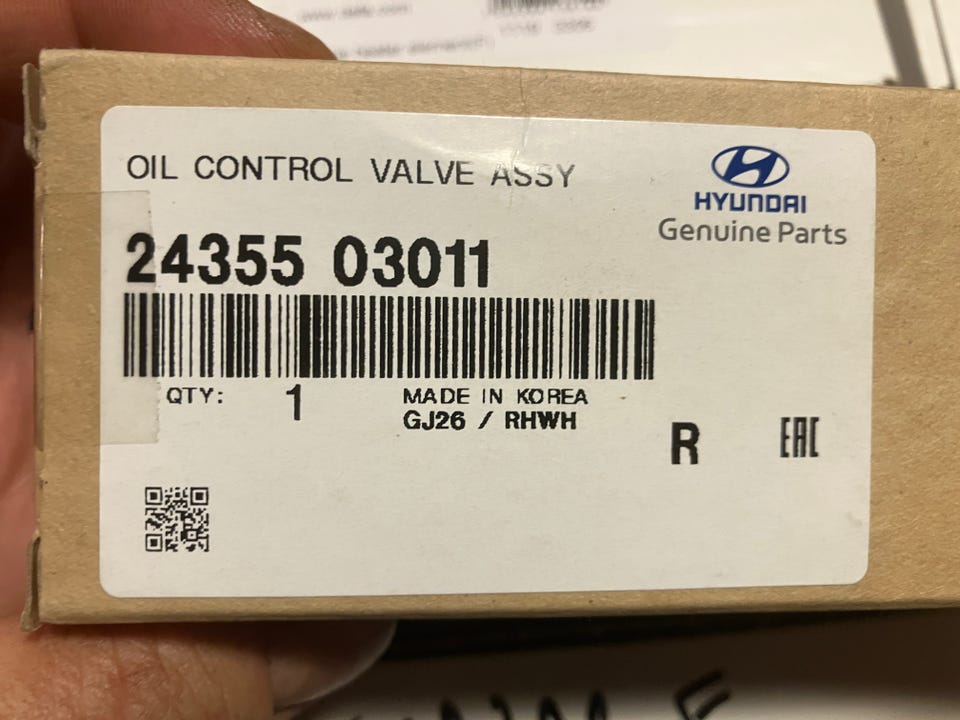 OIL CONTROL VALVE ASSY
HYUNDAI
Genuine Parts
24355 03011
QTY: 1
MADE IN KOREA
GJ26 / RHWH
R
EAC